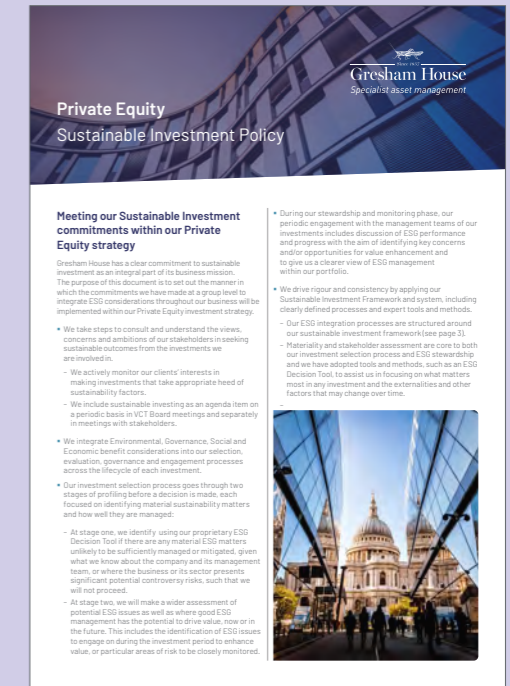 Since 1857
Gresham House
Specialist asset management
Private Equity
Sustainable Investment Policy
Meeting our Sustainable Investment
commitments within our Private
Equity strategy
Gresham House has a clear commitment to sustainable
investment as an integral part of its business mission.
The purpose of this document is to set out the manner in
which the commitments we have made at a group level to
integrate ESG considerations throughout our business will be
implemented within our Private Equity investment strategy.
• We take steps to consult and understand the views,
concerns and ambitions of our stakeholders in seeking
sustainable outcomes from the investments we
are involved in.
– We actively monitor our clients' interests in
making investments that take appropriate heed of
sustainability factors.
– We include sustainable investing as an agenda item on
a periodic basis in VCT Board meetings and separately
in meetings with stakeholders.
• We integrate Environmental, Governance, Social and
Economic benefit considerations into our selection,
evaluation, governance and engagement processes
across the lifecycle of each investment.
• Our investment selection process goes through two
stages of profiling before a decision is made, each
focused on identifying material sustainability matters
and how well they are managed:
– At stage one, we identify using our proprietary ESG
Decision Tool if there are any material ESG matters
unlikely to be sufficiently managed or mitigated, given
what we know about the company and its management
team, or where the business or its sector presents
significant potential controversy risks, such that we
will not proceed.
– At stage two, we will make a wider assessment of
potential ESG issues as well as where good ESG
management has the potential to drive value, now or in
the future. This includes the identification of ESG issues
to engage on during the investment period to enhance
value, or particular areas of risk to be closely monitored.
• During our stewardship and monitoring phase, our
periodic engagement with the management teams of our
investments includes discussion of ESG performance
and progress with the aim of identifying key concerns
and/or opportunities for value enhancement and
to give us a clearer view of ESG management
within our portfolio.
• We drive rigour and consistency by applying our
Sustainable Investment Framework and system, including
clearly defined processes and expert tools and methods.
– Our ESG integration processes are structured around
our sustainable investment framework (see page 3).
– Materiality and stakeholder assessment are core to both
our investment selection process and ESG stewardship
and we have adopted tools and methods, such as an ESG
Decision Tool, to assist us in focusing on what matters
most in any investment and the externalities and other
factors that may change over time.
–